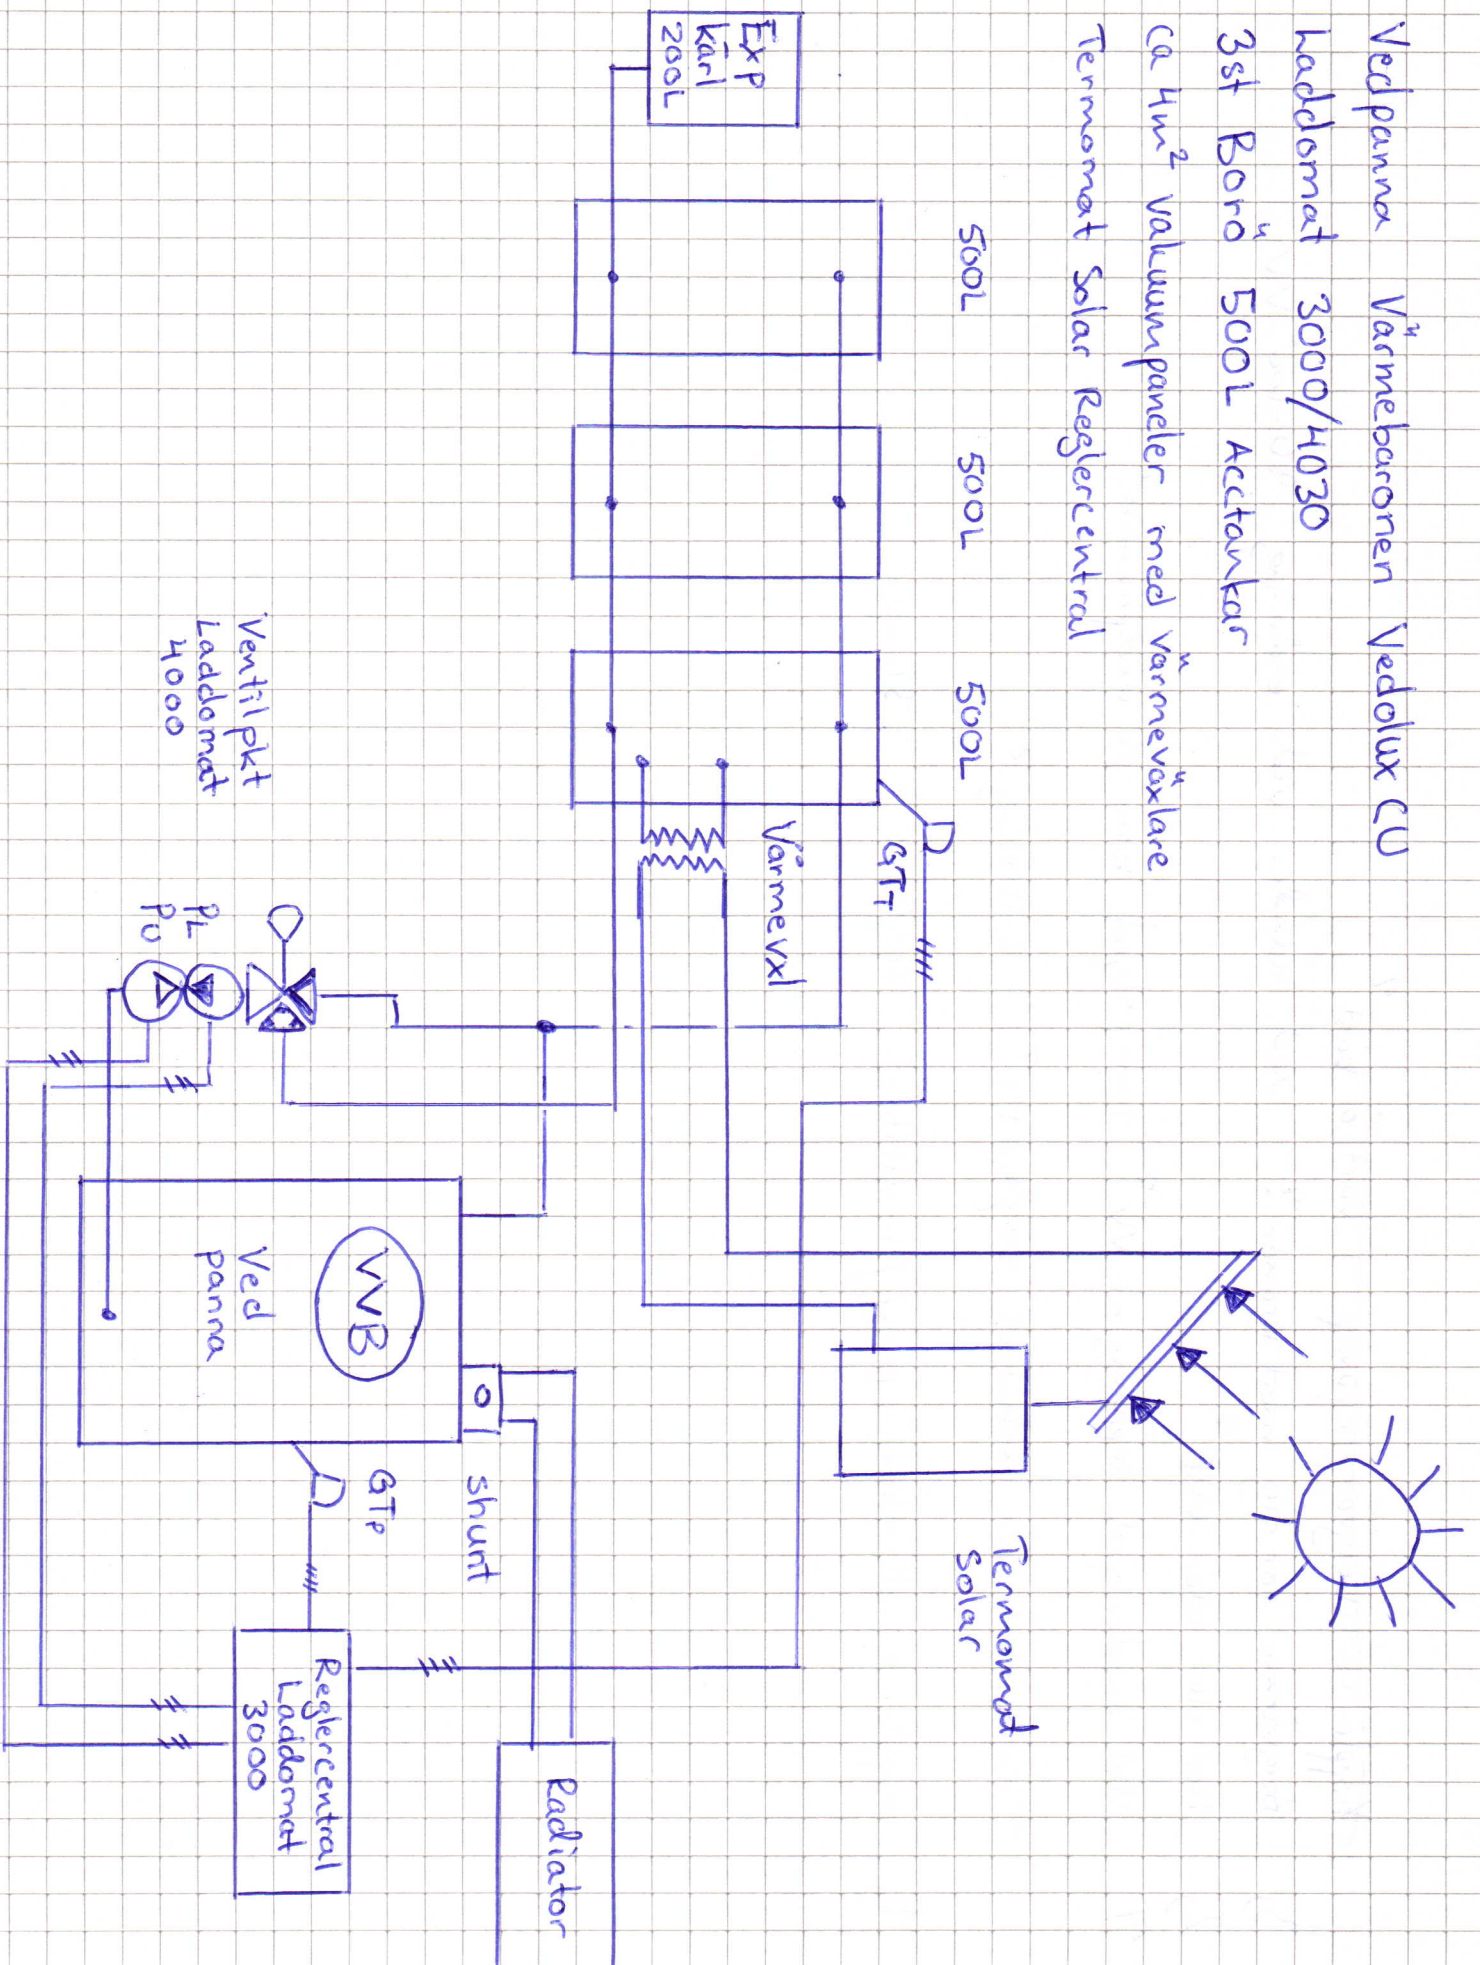 Vedpanna Värmebaronen Vedolux CU
Laddomat 3000/4030
3st Borö 500L Acctankar
ca 4m² Vakuumpaneler med värmeväxlare
Termomat Solar Reglercentral
Exp
kärl
200L
500L
500L
500L
GTT
Värmevxl
Termomat
Solar
Ventilpkt
Laddomat
4000
PL
PU
VVB
Ved
panna
shunt
GTP
Reglercentral
Laddomat
3000
Radiator